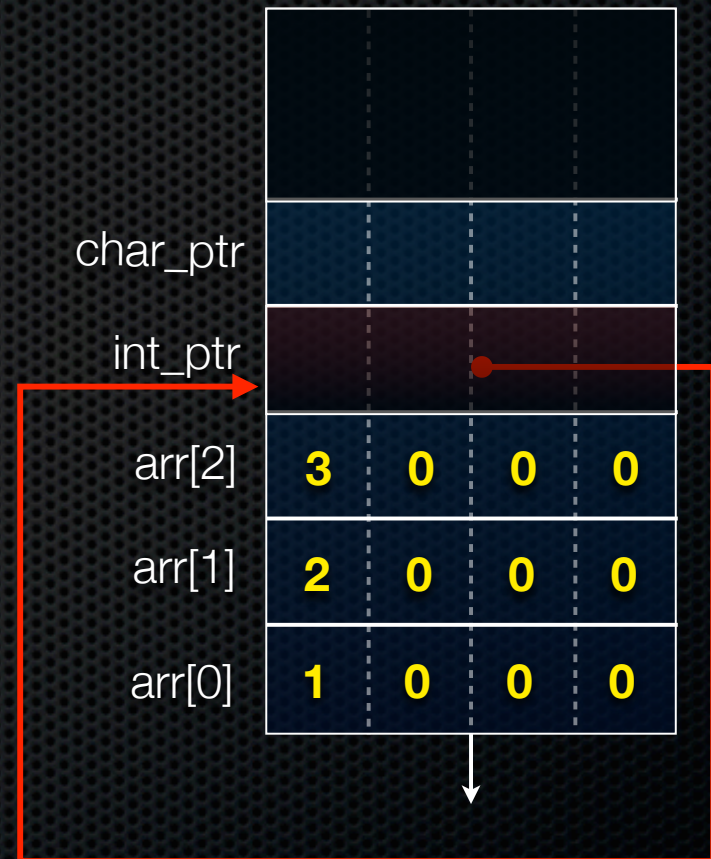 char_ptr
int_ptr
arr[2] 3 0 0 0
arr[1] 2 0 0 0
arr[0] 1 0 0 0